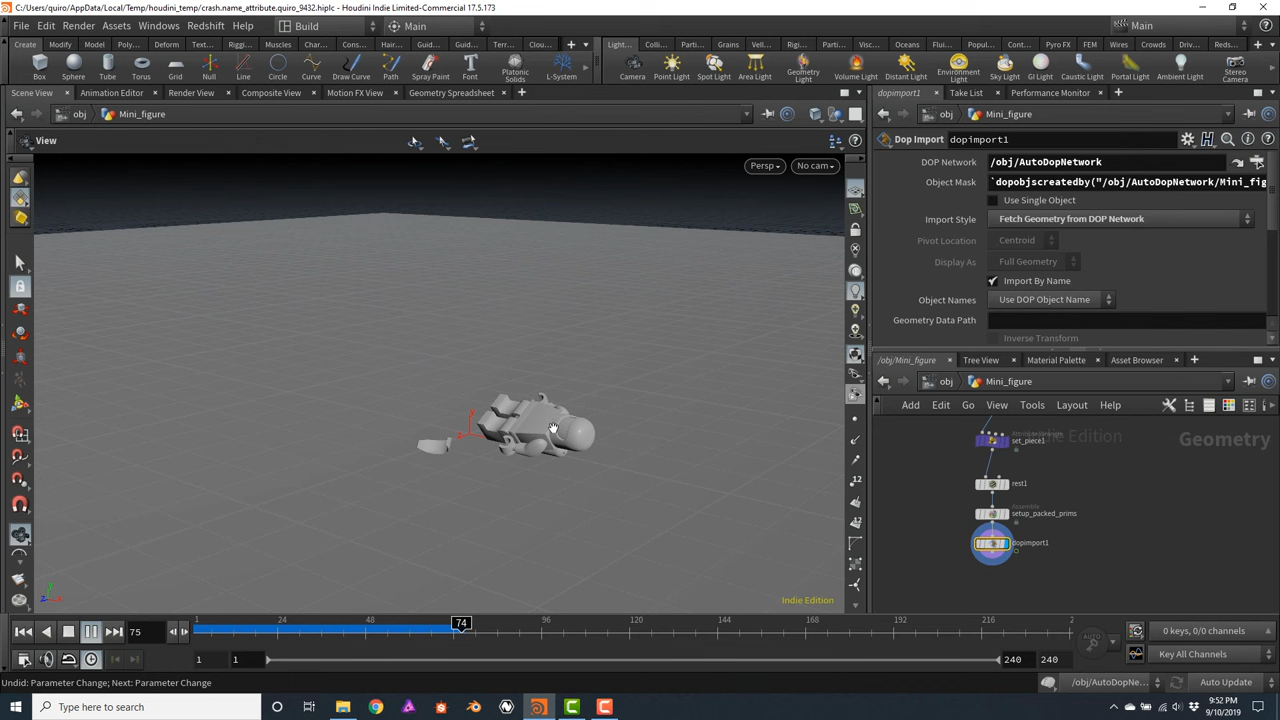 C:/Users/quiro/AppData/Local/Temp/houdini_temp/crash.name_attribute.quiro_9432.hiplc - Houdini Indie Limited-Commercial 17.5.173
File Edit Render Assets Windows Redshift Help Build Main Main
Create Modify Model Poly... Deform Text... Riggi... Muscles Char... Cons... Hair... Guid... Guid... Terr... Clou... Light... Colli... Parti... Grains Vell... Rigi... Parti... Visc... Oceans Flui... Popul... Cont... Pyro FX FEM Wires Crowds Driv... Reds...
Box Sphere Tube Torus Grid Null Line Circle Curve Draw Curve Path Spray Paint Font Platonic Solids L-System Camera Point Light Spot Light Area Light Geometry Light Volume Light Distant Light Environment Light Sky Light GI Light Caustic Light Portal Light Ambient Light Stereo Camera
Scene View Animation Editor Render View Composite View Motion FX View Geometry Spreadsheet dopimport1 Take List Performance Monitor
obj Mini_figure obj Mini_figure
View
Persp No cam
Dop Import dopimport1
DOP Network /obj/AutoDopNetwork
Object Mask `dopobjscreatedby("/obj/AutoDopNetwork/Mini_fig
Use Single Object
Import Style Fetch Geometry from DOP Network
Pivot Location Centroid
Display As Full Geometry
Import By Name
Object Names Use DOP Object Name
Geometry Data Path
Inverse Transform
/obj/Mini_figure Tree View Material Palette Asset Browser
obj Mini_figure
Add Edit Go View Tools Layout Help
Indie Edition Geometry
set_piece1
rest1
Assemble
setup_packed_prims
dopimport1
12
12
Indie Edition
75 1 24 48 74 96 120 144 168 192 216 2
0 keys, 0/0 channels
1 1 240 240 Key All Channels
AUTO
Undid: Parameter Change; Next: Parameter Change /obj/AutoDopNe... Auto Update
Type here to search
9:52 PM
9/10/2019